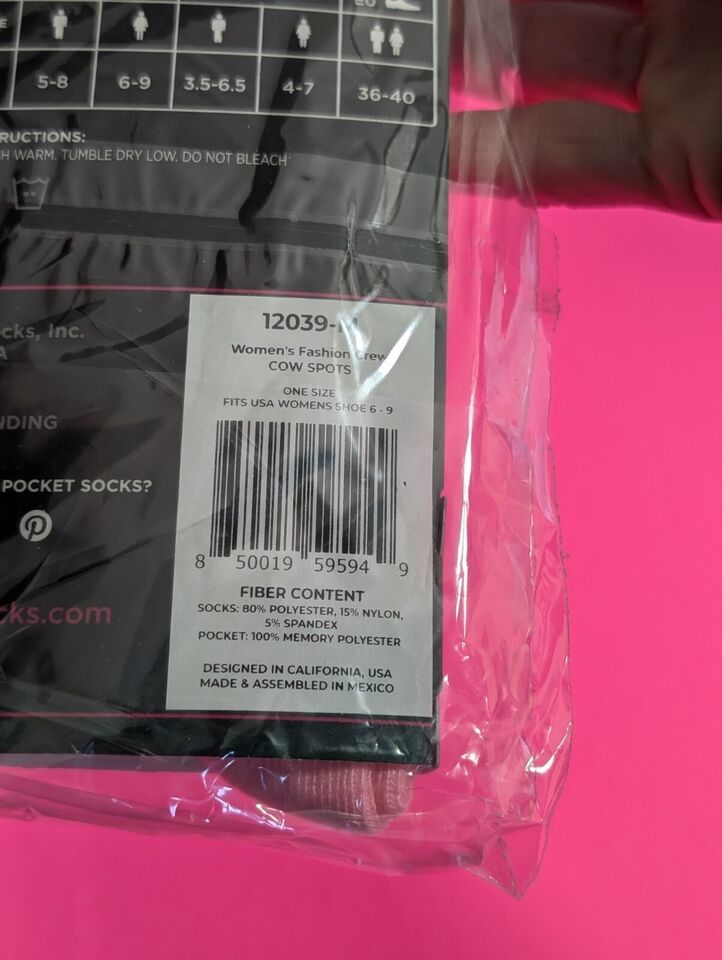 EU
E
5-8 6-9 3.5-6.5 4-7 36-40
RUCTIONS:
H WARM. TUMBLE DRY LOW. DO NOT BLEACH
12039-
cks, Inc.
A
Women's Fashion Crew
COW SPOTS
ONE SIZE
FITS USA WOMENS SHOE 6 - 9
NDING
POCKET SOCKS?
8 50019 59594 9
FIBER CONTENT
cks.com
SOCKS: 80% POLYESTER, 15% NYLON,
5% SPANDEX
POCKET: 100% MEMORY POLYESTER
DESIGNED IN CALIFORNIA, USA
MADE & ASSEMBLED IN MEXICO